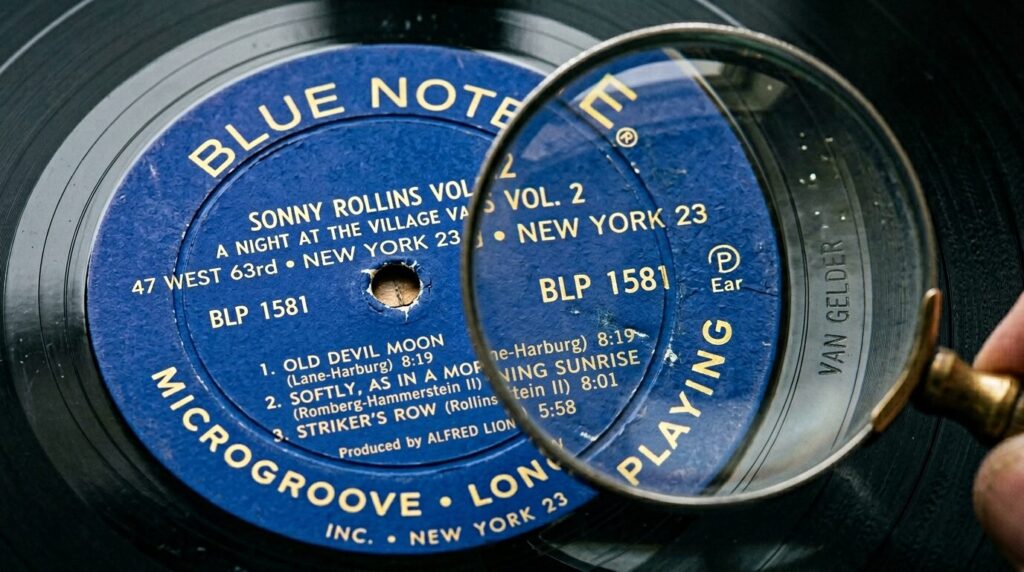 BLUE NOTE E ®
SONNY ROLLINS VOL 2
A NIGHT AT THE VILLAGE VA S VOL. 2
47 WEST 63rd • NEW YORK 23 d • NEW YORK 23
BLP 1581 BLP 1581
℗
Ear
1. OLD DEVIL MOON
(Lane-Harburg) 8:19 ne-Harburg) 8:19
2. SOFTLY, AS IN A MOR NING SUNRISE
(Romberg-Hammerstein II) stein II) 8:01
3. STRIKER'S ROW (Rollins 5:58
Produced by ALFRED LION
MICROGROOVE • LONG PLAYING
INC. • NEW YORK 23
VAN GELDER